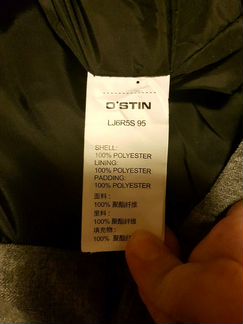 O'STIN
LJ6R5S 95
SHELL:
100% POLYESTER
LINING:
100% POLYESTER
PADDING:
100% POLYESTER
面料:
100% 聚酯纤维
里料:
100% 聚酯纤维
填充物:
100% 聚酯纤维